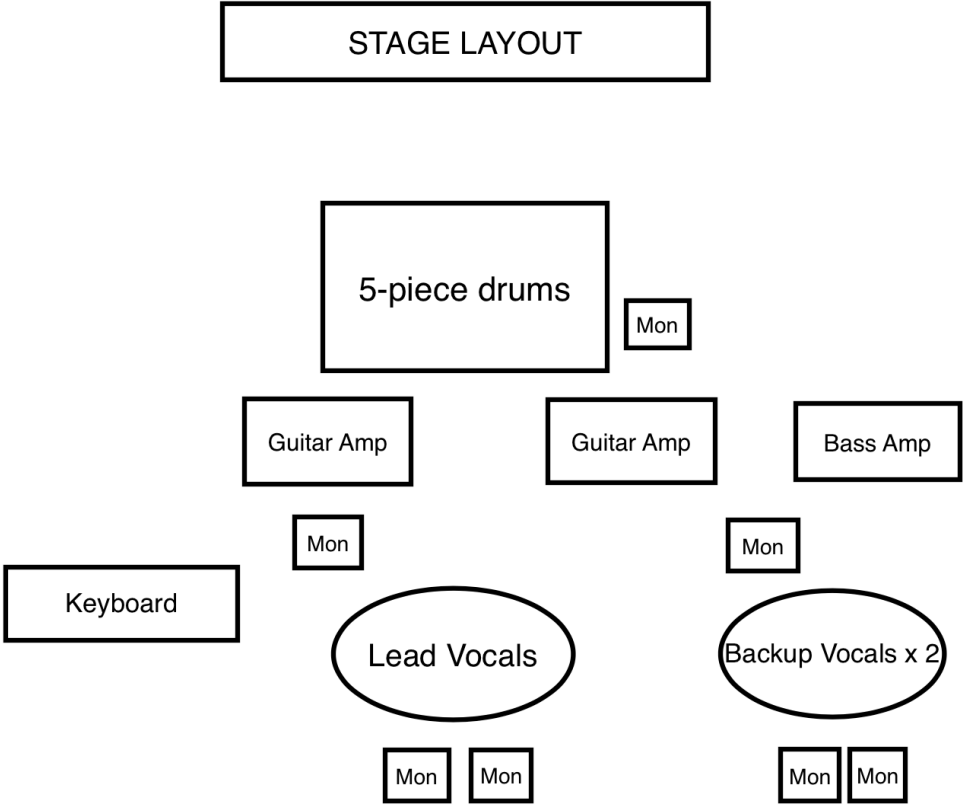 STAGE LAYOUT
5-piece drums
Mon
Guitar Amp
Guitar Amp
Bass Amp
Mon
Mon
Keyboard
Lead Vocals
Backup Vocals x 2
Mon
Mon
Mon
Mon